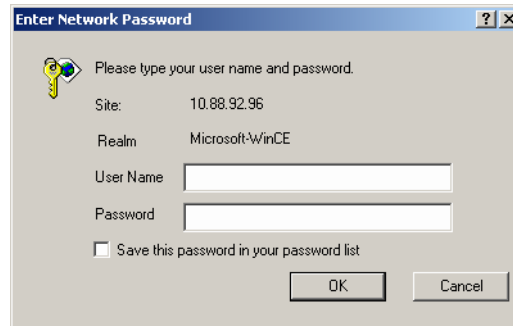 Enter Network Password
? X
Please type your user name and password.
Site: 10.88.92.96
Realm Microsoft-WinCE
User Name
Password
Save this password in your password list
OK Cancel